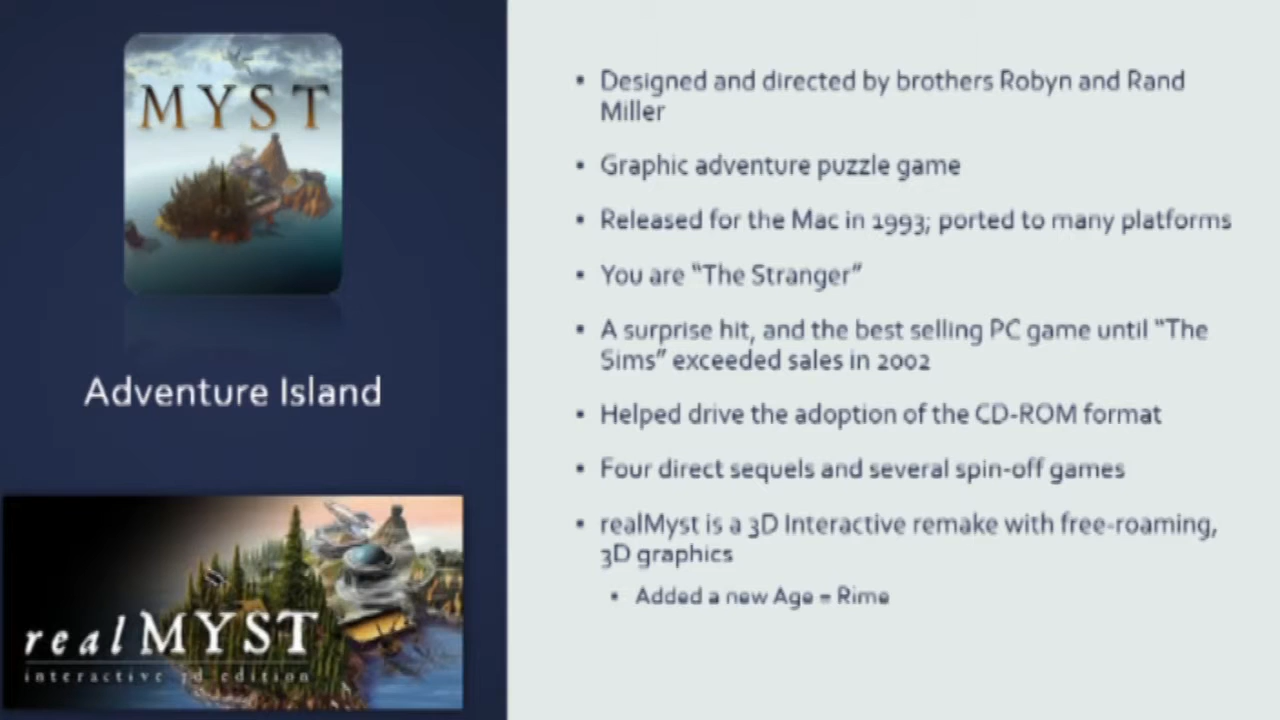 MYST
Adventure Island
realMYST
interactive 3d edition
• Designed and directed by brothers Robyn and Rand
Miller
• Graphic adventure puzzle game
• Released for the Mac in 1993; ported to many platforms
• You are “The Stranger”
• A surprise hit, and the best selling PC game until “The
Sims” exceeded sales in 2002
• Helped drive the adoption of the CD-ROM format
• Four direct sequels and several spin-off games
• realMyst is a 3D Interactive remake with free-roaming,
3D graphics
• Added a new Age = Rime